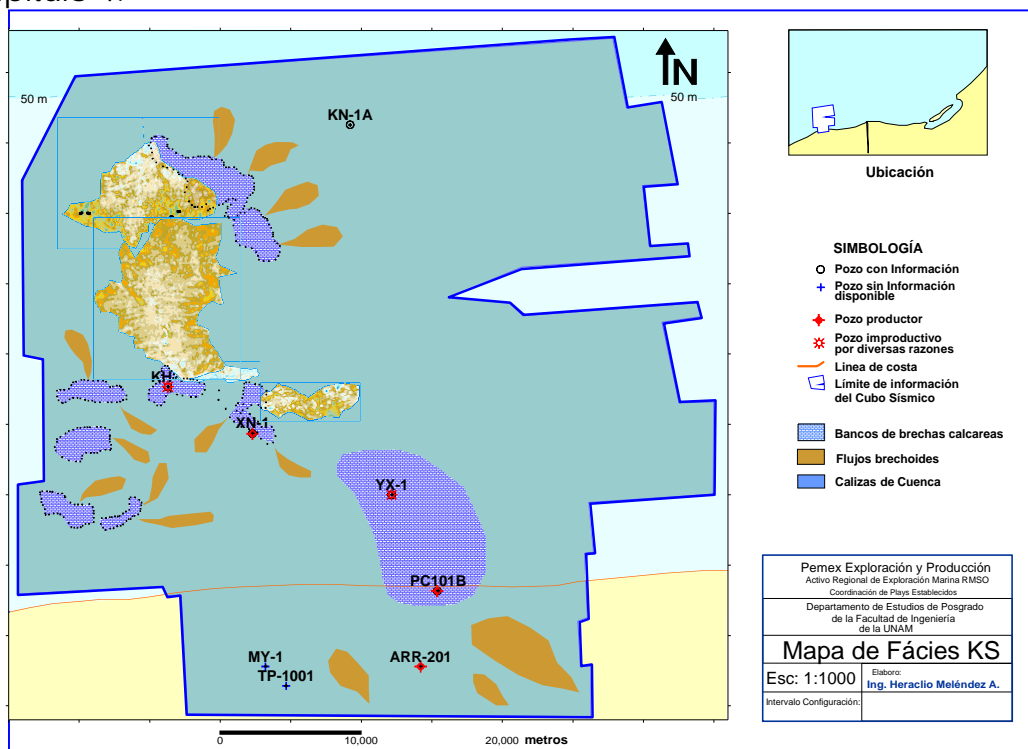 50 m
50 m
N
KN-1A
KH
XN-1
YX-1
PC101B
MY-1
TP-1001
ARR-201
0
10,000
20,000
metros
Ubicación
SIMBOLOGÍA
Pozo con Información
Pozo sin Información
disponible
Pozo productor
Pozo improductivo
por diversas razones
Linea de costa
Límite de información
del Cubo Sísmico
Bancos de brechas calcareas
Flujos brechoides
Calizas de Cuenca
Pemex Exploración y Producción
Activo Regional de Exploración Marina RMSO
Coordinación de Plays Establecidos
Departamento de Estudios de Posgrado
de la Facultad de Ingeniería
de la UNAM
Mapa de Fácies KS
Esc: 1:1000
Elaboro:
Ing. Heraclio Meléndez A.
Intervalo Configuración: